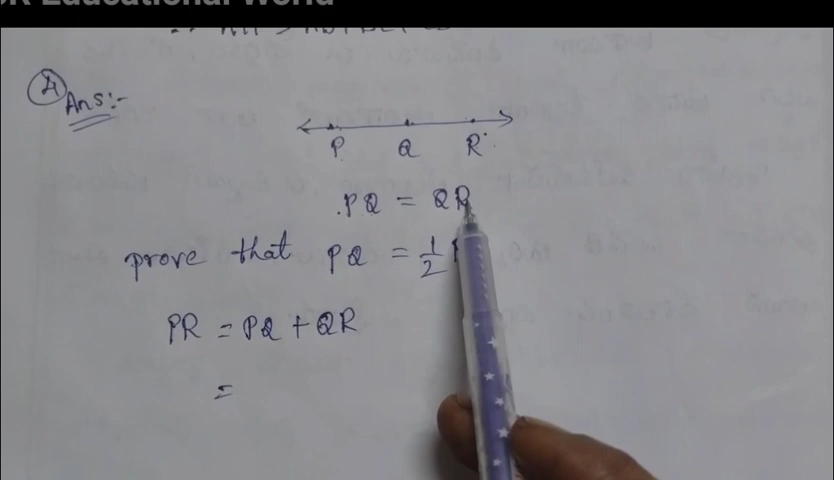 Educational World
4
Ans:-
P Q R
PQ = QR
prove that PQ = 1/2
PR = PQ + QR
=